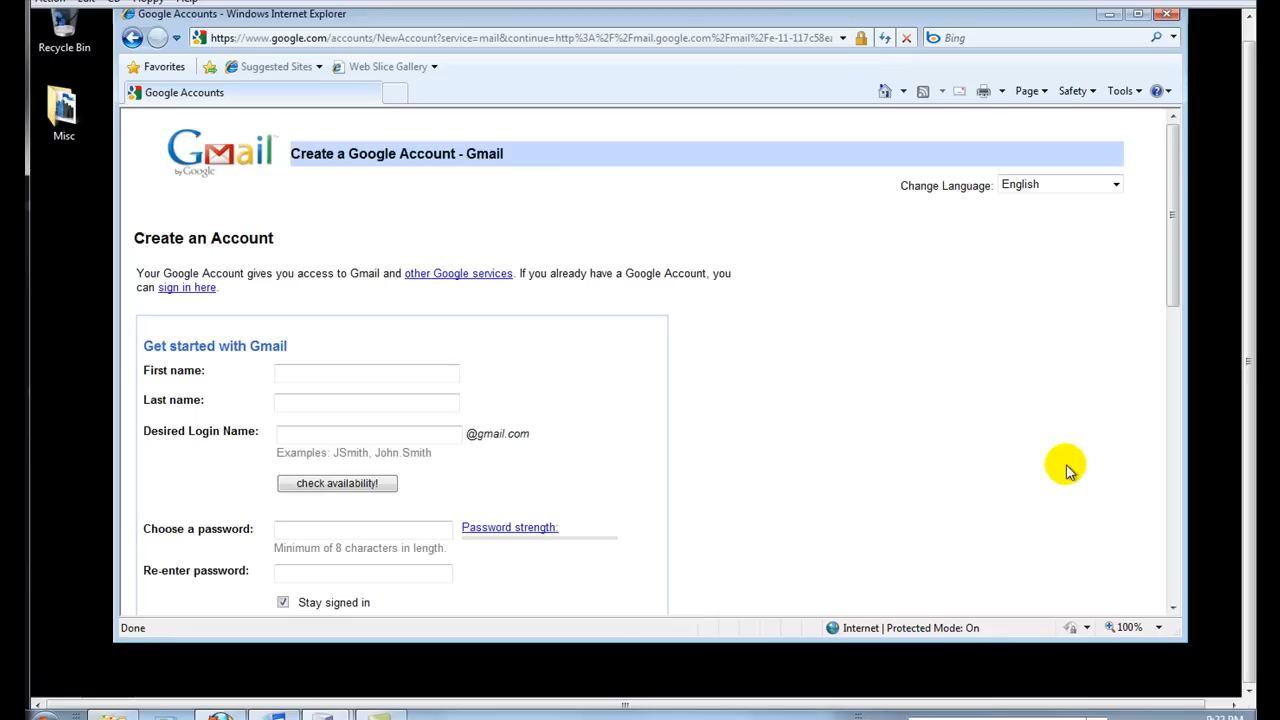 Action Edit CD Floppy Help
Google Accounts - Windows Internet Explorer
https://www.google.com/accounts/NewAccount?service=mail&continue=http%3A%2F%2Fmail.google.com%2Fmail%2Fe-11-117c58e
Bing
Favorites Suggested Sites Web Slice Gallery
Google Accounts
Page Safety Tools
Recycle Bin
Misc
Gmail
by Google
Create a Google Account - Gmail
Change Language: English
Create an Account
Your Google Account gives you access to Gmail and other Google services. If you already have a Google Account, you
can sign in here.
Get started with Gmail
First name:
Last name:
Desired Login Name: @gmail.com
Examples: JSmith, John.Smith
check availability!
Choose a password: Password strength:
Minimum of 8 characters in length.
Re-enter password:
Stay signed in
Done Internet | Protected Mode: On 100%